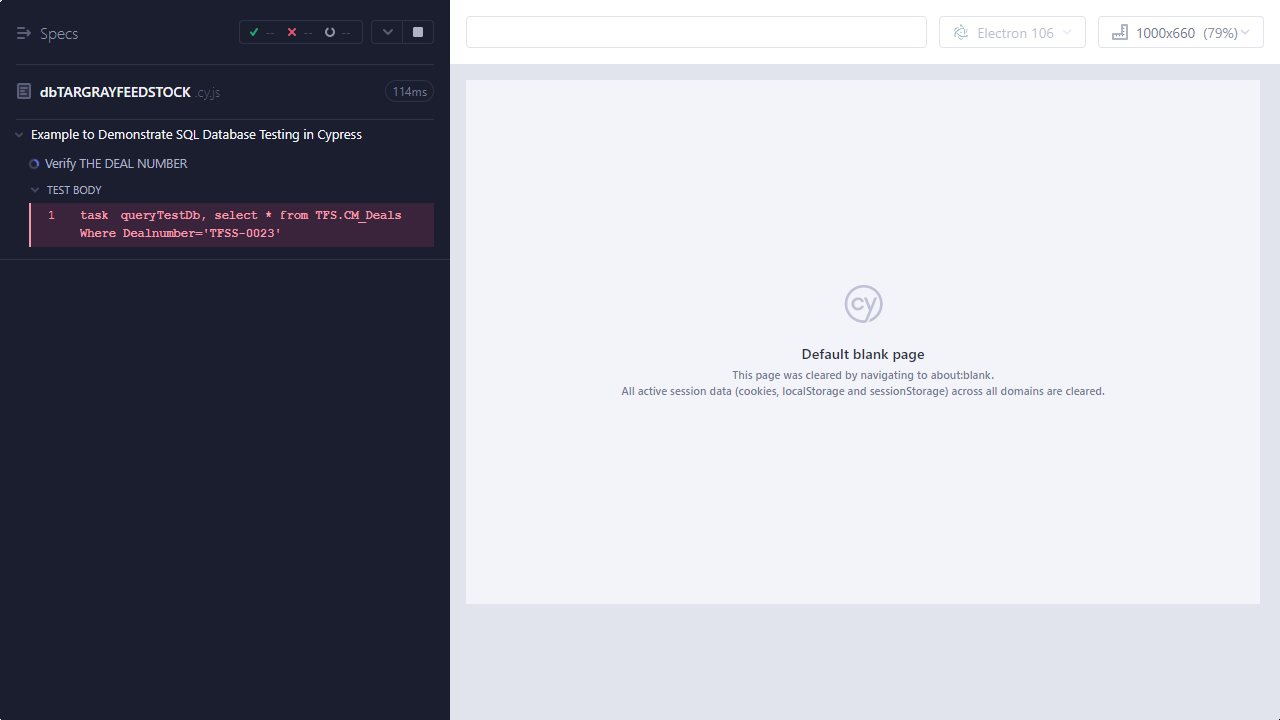 Specs
-- -- --
Electron 106
1000x660 (79%)
dbTARGRAYFEEDSTOCK .cy.js
114ms
Example to Demonstrate SQL Database Testing in Cypress
Verify THE DEAL NUMBER
TEST BODY
1 task queryTestDb, select * from TFS.CM_Deals
Where Dealnumber='TFSS-0023'
cy
Default blank page
This page was cleared by navigating to about:blank.
All active session data (cookies, localStorage and sessionStorage) across all domains are cleared.